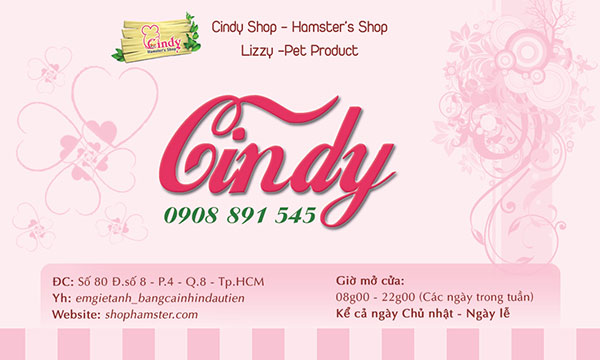 Cindy
Hamster's Shop
Cindy Shop - Hamster's Shop
Lizzy -Pet Product
Cindy
0908 891 545
ĐC: Số 80 Đ.số 8 - P.4 - Q.8 - Tp.HCM
Yh: emgietanh_bangcainhindautien
Website: shophamster.com
Giờ mở cửa:
08g00 - 22g00 (Các ngày trong tuần)
Kể cả ngày Chủ nhật - Ngày lễ